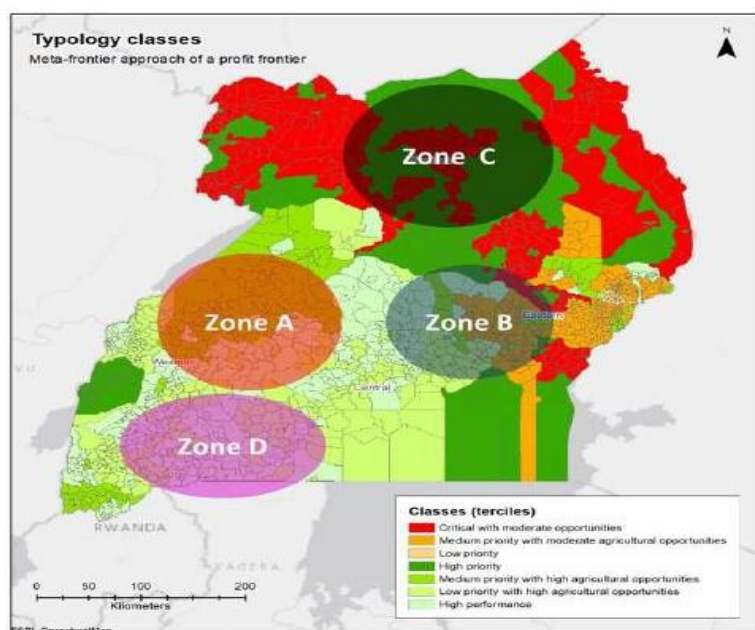 Typology classes
Meta-frontier approach of a profit frontier
N
Zone C
Zone A
Zone B
Eastern
Western
Central
Zone D
RWANDA
KAGERA
Classes (terciles)
Critical with moderate opportunities
Medium priority with moderate agricultural opportunities
Low priority
High priority
Medium priority with high agricultural opportunities
Low priority with high agricultural opportunities
High performance
0 50 100 200
Kilometers